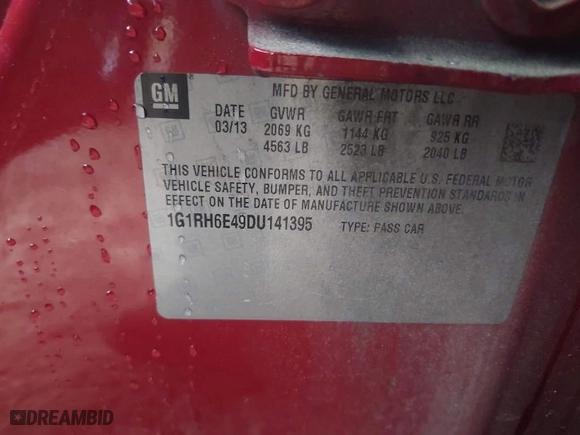 GM
MFD BY GENERAL MOTORS LLC
DATE GVWR GAWR FRT GAWR RR
03/13 2069 KG 1144 KG 925 KG
4563 LB 2523 LB 2040 LB
THIS VEHICLE CONFORMS TO ALL APPLICABLE U.S. FEDERAL MOTOR
VEHICLE SAFETY, BUMPER, AND THEFT PREVENTION STANDARDS IN
EFFECT ON THE DATE OF MANUFACTURE SHOWN ABOVE.
1G1RH6E49DU141395 TYPE: PASS CAR
DREAMBID